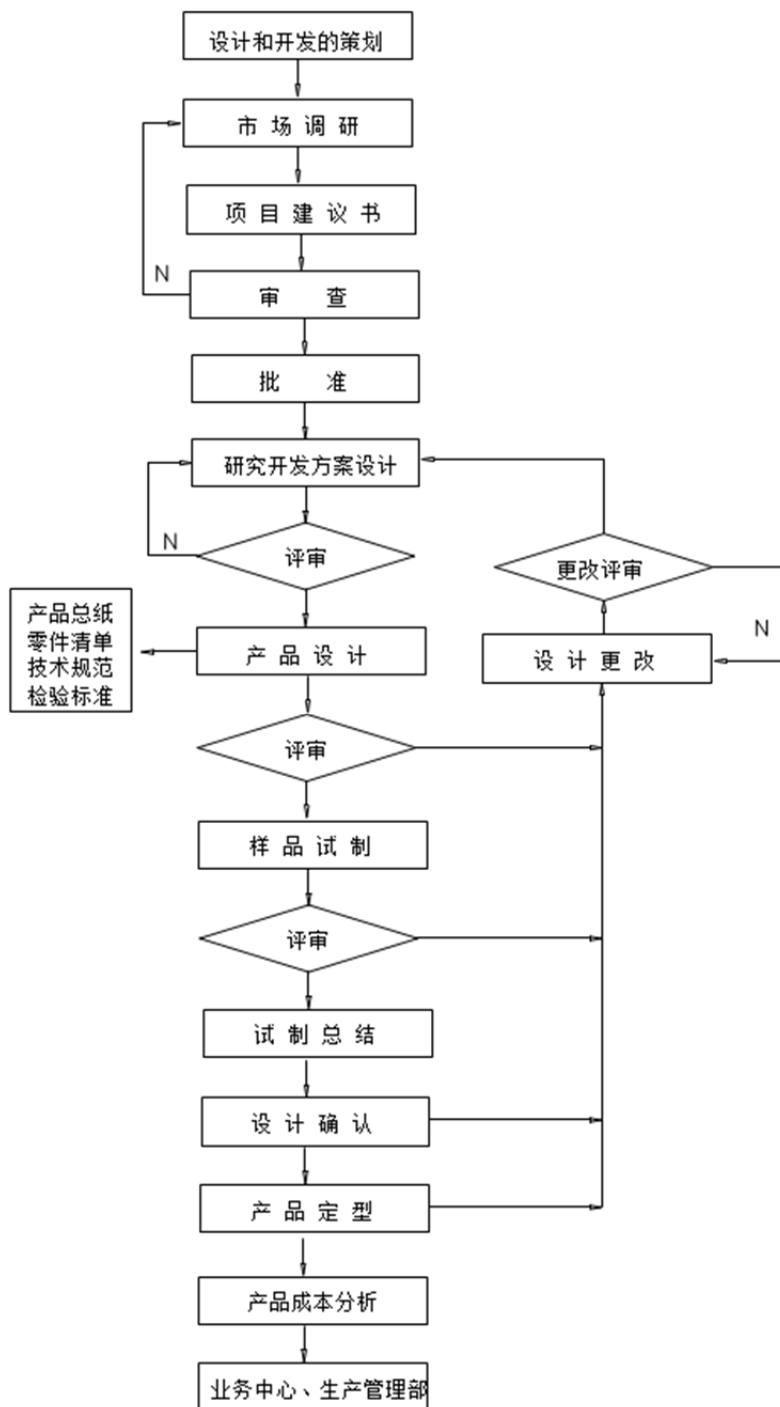 设计和开发的策划
市场调研
项目建议书
N
审查
批准
研究开发方案设计
N
评审
更改评审
产品总纸
零件清单
技术规范
检验标准
产品设计
N
设计更改
评审
样品试制
评审
试制总结
设计确认
产品定型
产品成本分析
业务中心、生产管理部